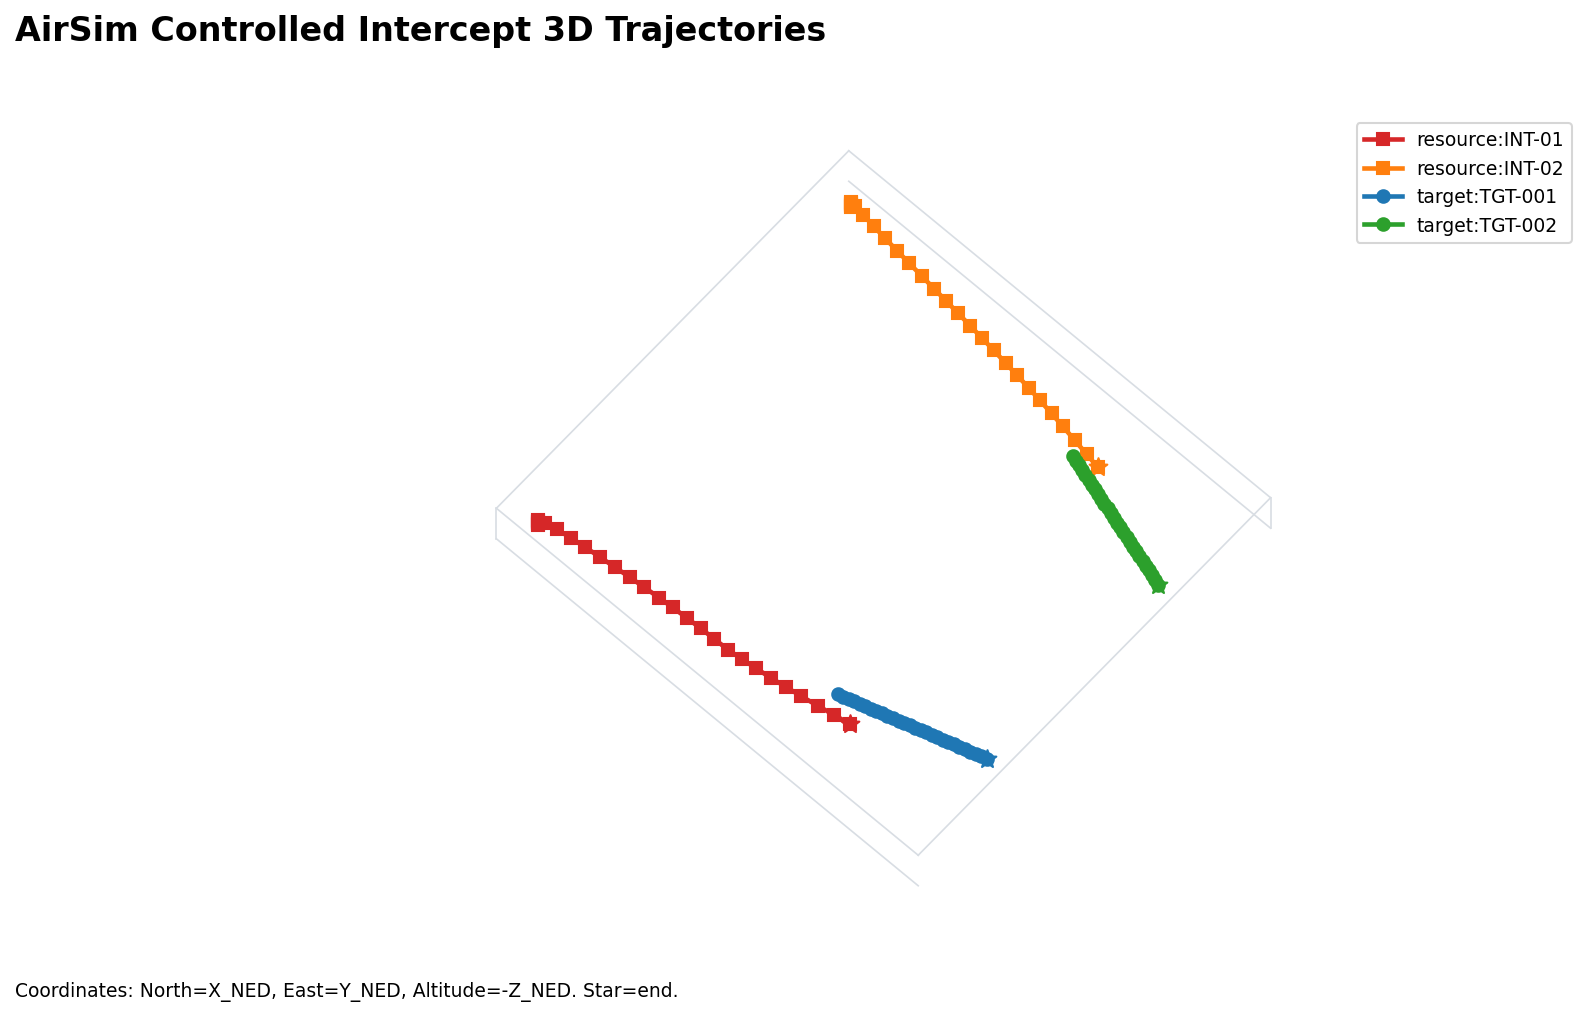 AirSim Controlled Intercept 3D Trajectories
resource:INT-01
resource:INT-02
target:TGT-001
target:TGT-002
Coordinates: North=X_NED, East=Y_NED, Altitude=-Z_NED. Star=end.